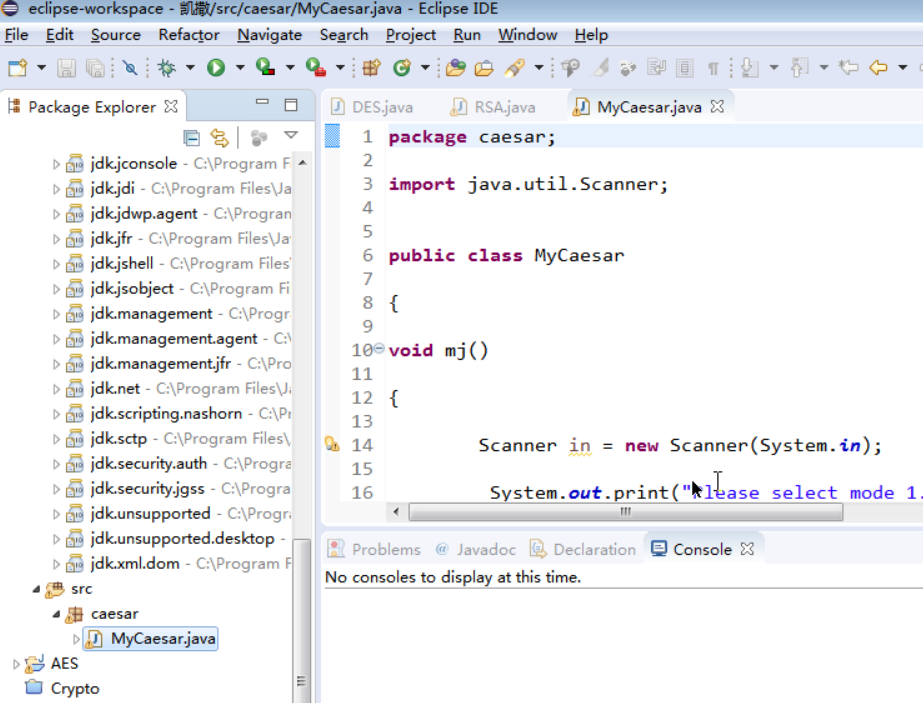 eclipse-workspace - 凯撒/src/caesar/MyCaesar.java - Eclipse IDE
File Edit Source Refactor Navigate Search Project Run Window Help
Package Explorer
jdk.jconsole - C:\Program F
jdk.jdi - C:\Program Files\Ja
jdk.jdwp.agent - C:\Progran
jdk.jfr - C:\Program Files\Ja
jdk.jshell - C:\Program Files
jdk.jsobject - C:\Program Fi
jdk.management - C:\Progr
jdk.management.agent - C:\
jdk.management.jfr - C:\Pro
jdk.net - C:\Program Files\J
jdk.scripting.nashorn - C:\P
jdk.sctp - C:\Program Files\
jdk.security.auth - C:\Progra
jdk.security.jgss - C:\Progra
jdk.unsupported - C:\Progr
jdk.unsupported.desktop -
jdk.xml.dom - C:\Program F
src
caesar
MyCaesar.java
AES
Crypto
DES.java RSA.java MyCaesar.java
1 package caesar;
2
3 import java.util.Scanner;
4
5
6 public class MyCaesar
7
8 {
9
10 void mj()
11
12 {
13
14 Scanner in = new Scanner(System.in);
15
16 System.out.print("Please select mode 1.
Problems @ Javadoc Declaration Console
No consoles to display at this time.